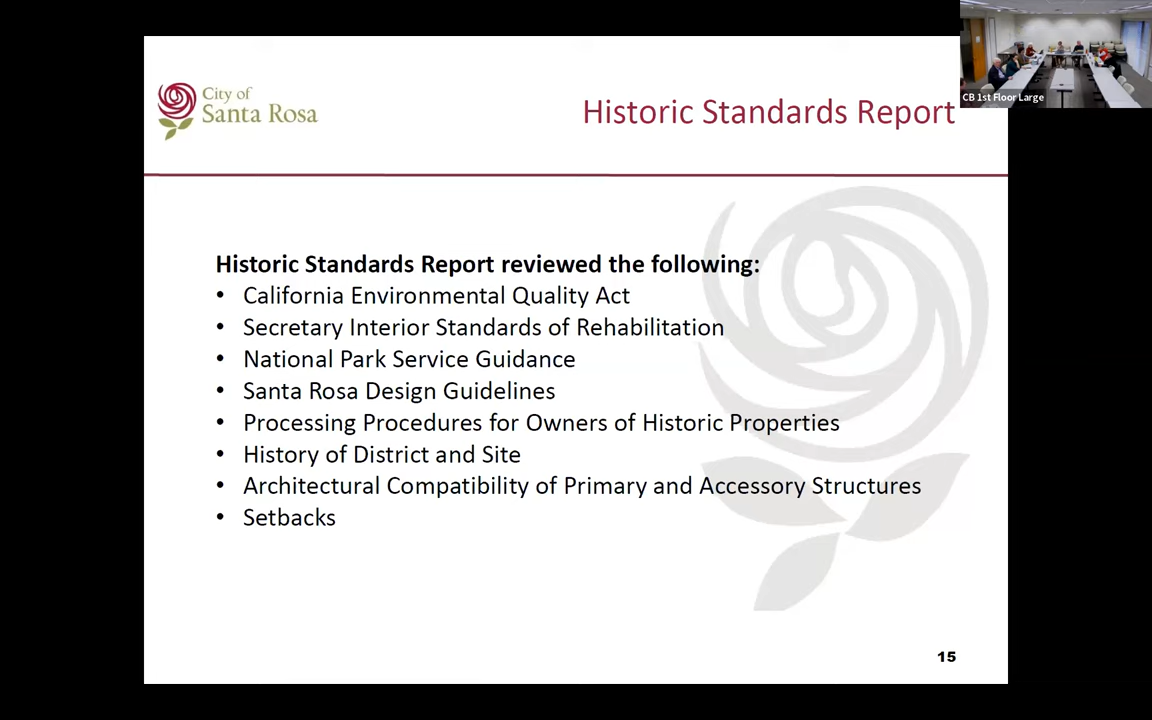 City of
Santa Rosa
Historic Standards Report
CB 1st Floor Large
Historic Standards Report reviewed the following:
• California Environmental Quality Act
• Secretary Interior Standards of Rehabilitation
• National Park Service Guidance
• Santa Rosa Design Guidelines
• Processing Procedures for Owners of Historic Properties
• History of District and Site
• Architectural Compatibility of Primary and Accessory Structures
• Setbacks
15